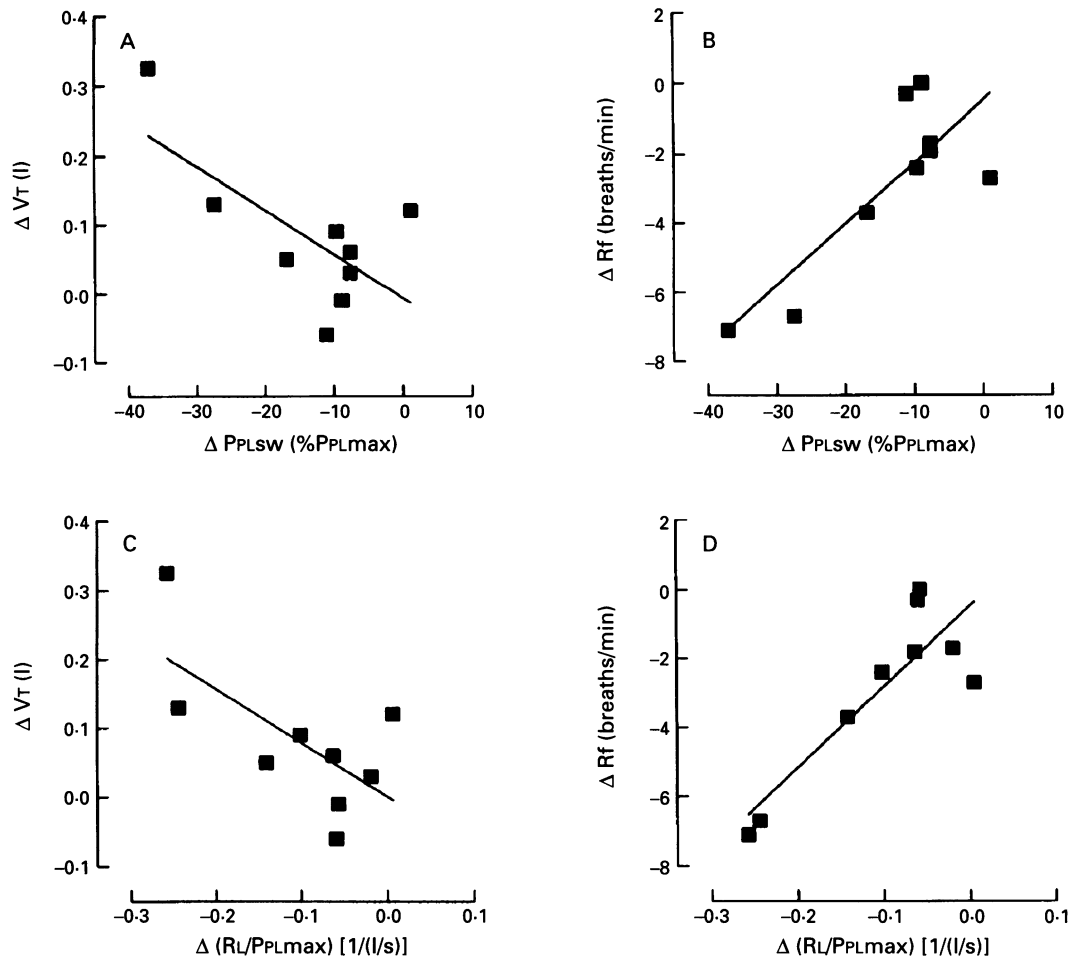 A
0·4
0·3
0·2
0·1
0·0
–0·1
Δ VT (l)
–40 –30 –20 –10 0 10
Δ PPLsw (%PPLmax)
B
2
0
–2
–4
–6
–8
Δ Rf (breaths/min)
–40 –30 –20 –10 0 10
Δ PPLsw (%PPLmax)
C
0·4
0·3
0·2
0·1
0·0
–0·1
Δ VT (l)
–0·3 –0·2 –0·1 0·0 0·1
Δ (RL/PPLmax) [1/(l/s)]
D
2
0
–2
–4
–6
–8
Δ Rf (breaths/min)
–0·3 –0·2 –0·1 0·0 0·1
Δ (RL/PPLmax) [1/(l/s)]